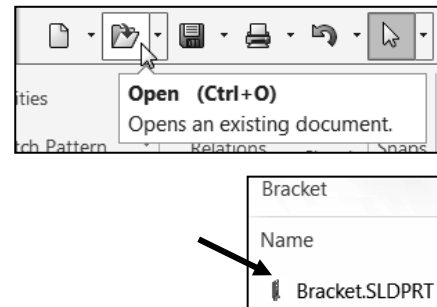 ities
Open (Ctrl+O)
Opens an existing document.
tch Pattern
Relations
Snaps
Bracket
Name
Bracket.SLDPRT